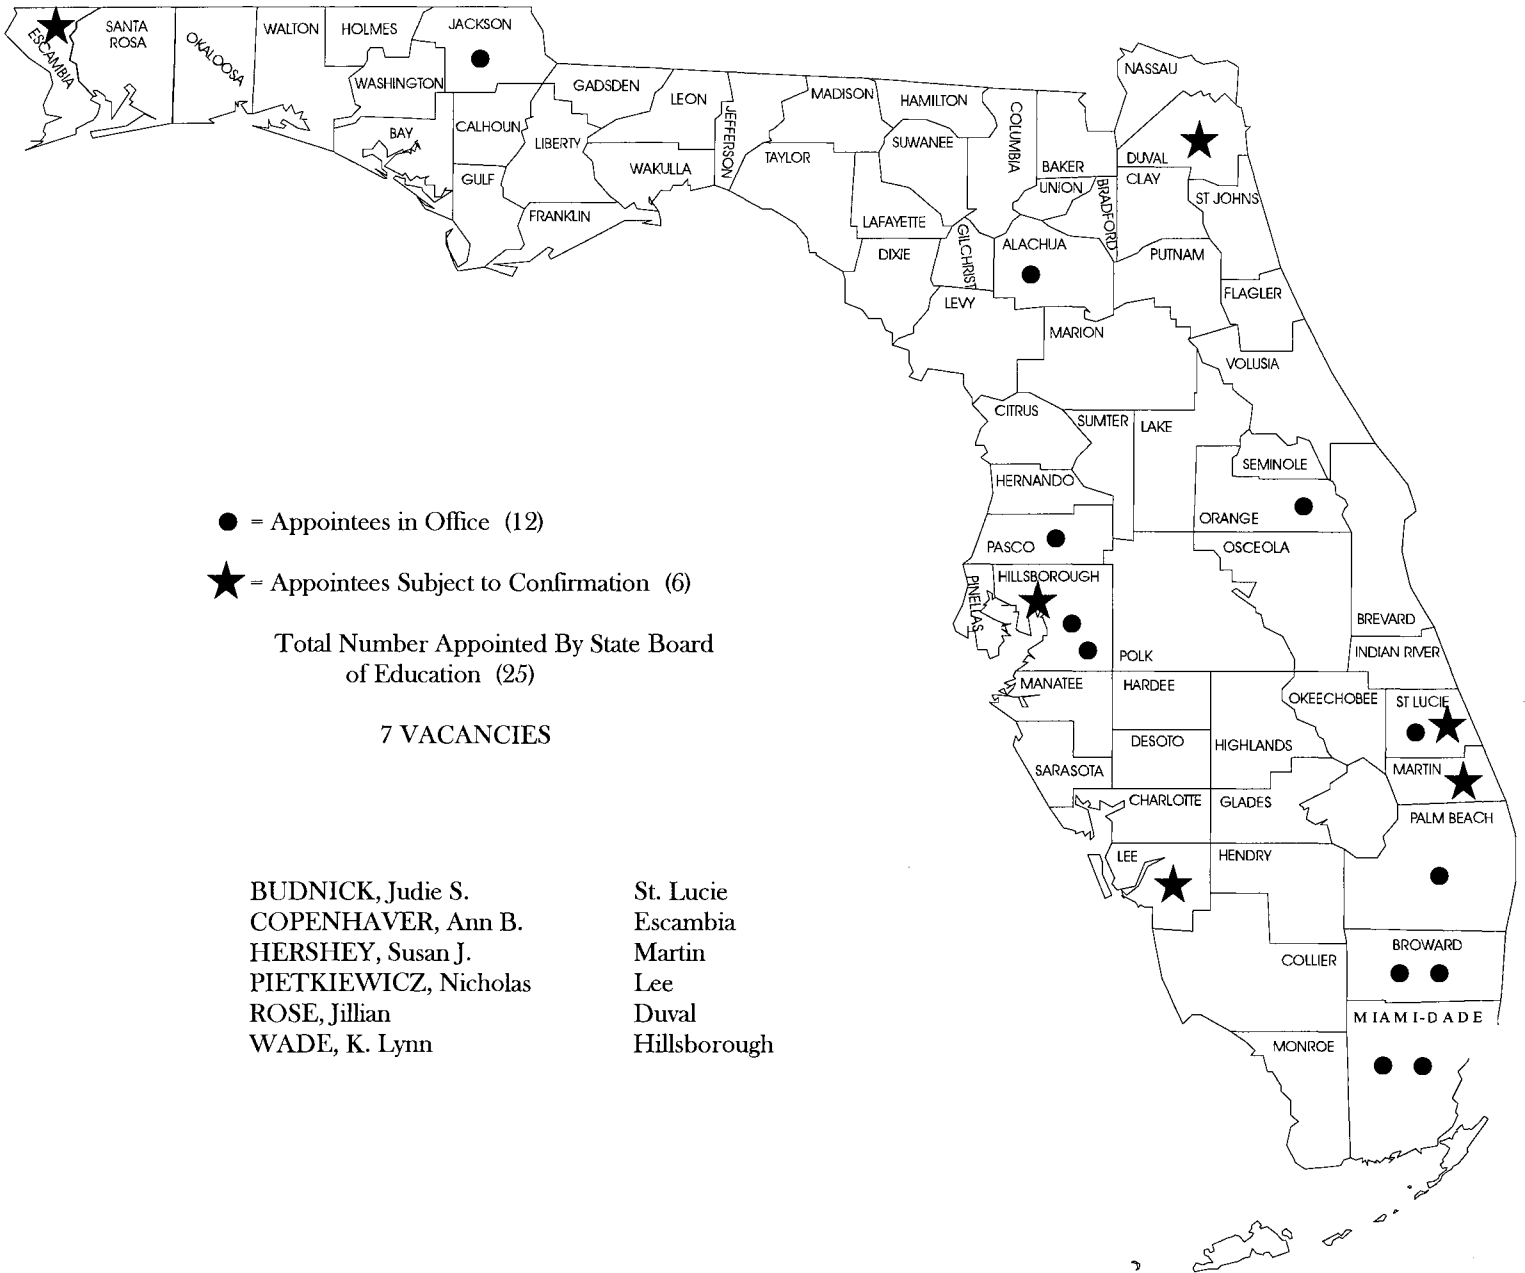 ESCAMBIA
SANTA
ROSA
OKALOOSA
WALTON
HOLMES
JACKSON
WASHINGTON
BAY
CALHOUN
GULF
GADSDEN
LIBERTY
FRANKLIN
LEON
WAKULLA
JEFFERSON
MADISON
TAYLOR
HAMILTON
SUWANEE
LAFAYETTE
DIXIE
COLUMBIA
GILCHRIST
LEVY
BAKER
UNION
BRADFORD
ALACHUA
NASSAU
DUVAL
CLAY
ST JOHNS
PUTNAM
FLAGLER
MARION
VOLUSIA
CITRUS
SUMTER
LAKE
HERNANDO
SEMINOLE
ORANGE
PASCO
OSCEOLA
HILLSBOROUGH
PINELLAS
POLK
BREVARD
INDIAN RIVER
MANATEE
HARDEE
OKEECHOBEE
ST LUCIE
DESOTO
HIGHLANDS
SARASOTA
MARTIN
CHARLOTTE
GLADES
PALM BEACH
LEE
HENDRY
BROWARD
COLLIER
MIAMI-DADE
MONROE
= Appointees in Office (12)
= Appointees Subject to Confirmation (6)
Total Number Appointed By State Board
of Education (25)
7 VACANCIES
BUDNICK, Judie S. St. Lucie
COPENHAVER, Ann B. Escambia
HERSHEY, Susan J. Martin
PIETKIEWICZ, Nicholas Lee
ROSE, Jillian Duval
WADE, K. Lynn Hillsborough